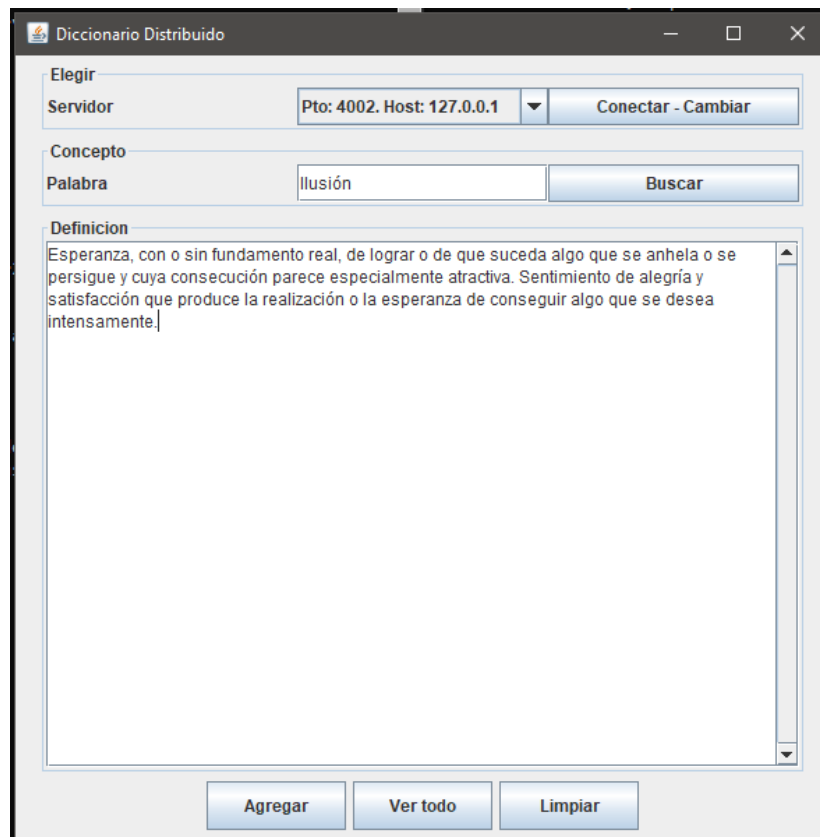 Diccionario Distribuido
Elegir
Servidor Pto: 4002. Host: 127.0.0.1 Conectar - Cambiar
Concepto
Palabra Ilusión Buscar
Definicion
Esperanza, con o sin fundamento real, de lograr o de que suceda algo que se anhela o se
persigue y cuya consecución parece especialmente atractiva. Sentimiento de alegría y
satisfacción que produce la realización o la esperanza de conseguir algo que se desea
intensamente.
Agregar Ver todo Limpiar